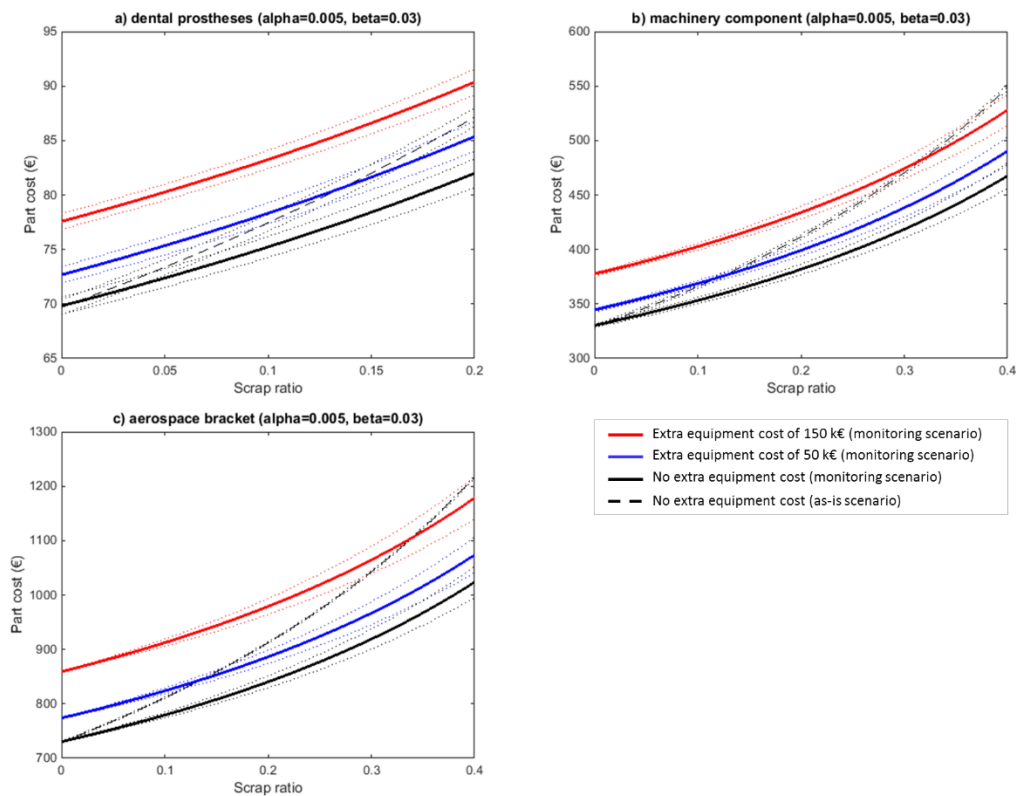 a) dental prostheses (alpha=0.005, beta=0.03)
95
90
85
80
75
70
65
Part cost (€)
0 0.05 0.1 0.15 0.2
Scrap ratio
b) machinery component (alpha=0.005, beta=0.03)
600
550
500
450
400
350
300
Part cost (€)
0 0.1 0.2 0.3 0.4
Scrap ratio
c) aerospace bracket (alpha=0.005, beta=0.03)
1300
1200
1100
1000
900
800
700
Part cost (€)
0 0.1 0.2 0.3 0.4
Scrap ratio
Extra equipment cost of 150 k€ (monitoring scenario)
Extra equipment cost of 50 k€ (monitoring scenario)
No extra equipment cost (monitoring scenario)
No extra equipment cost (as-is scenario)